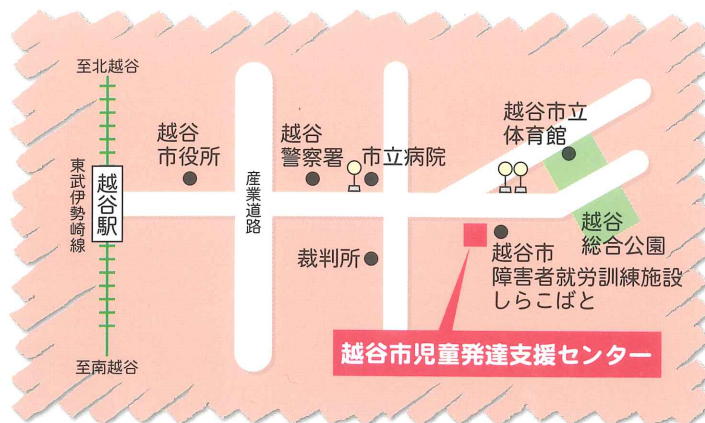 至北越谷
東武伊勢崎線
越谷駅
至南越谷
越谷
市役所
産業道路
越谷
警察署
市立病院
裁判所
越谷市立
体育館
越谷
総合公園
越谷市
障害者就労訓練施設
しらこばと
越谷市児童発達支援センター